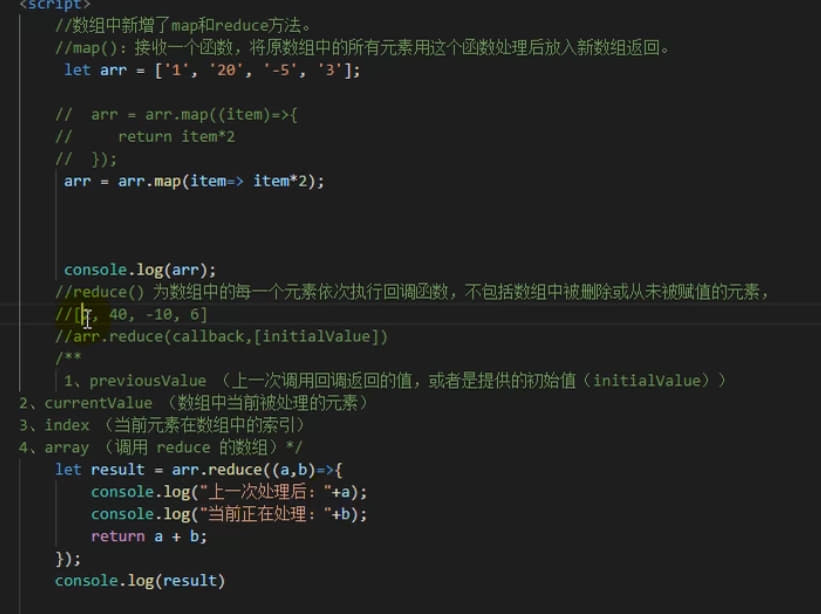 <script>
//数组中新增了map和reduce方法。
//map()：接收一个函数，将原数组中的所有元素用这个函数处理后放入新数组返回。
let arr = ['1', '20', '-5', '3'];
//  arr = arr.map((item)=>{
//     return item*2
//  });
arr = arr.map(item=> item*2);
console.log(arr);
//reduce() 为数组中的每一个元素依次执行回调函数，不包括数组中被删除或从未被赋值的元素，
//[ , 40, -10, 6]
//arr.reduce(callback,[initialValue])
/**
1、previousValue （上一次调用回调返回的值，或者是提供的初始值（initialValue））
2、currentValue （数组中当前被处理的元素）
3、index （当前元素在数组中的索引）
4、array （调用 reduce 的数组）*/
let result = arr.reduce((a,b)=>{
console.log("上一次处理后："+a);
console.log("当前正在处理："+b);
return a + b;
});
console.log(result)